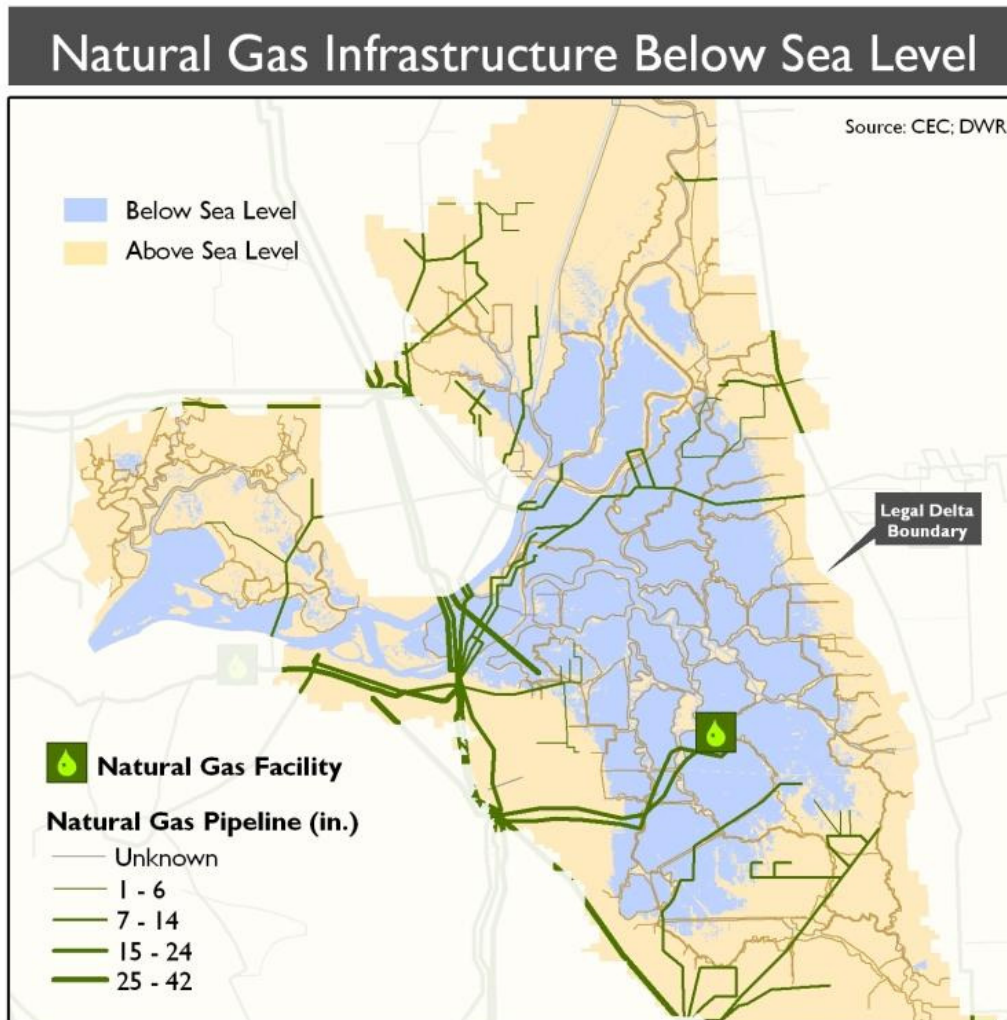 Natural Gas Infrastructure Below Sea Level
Source: CEC; DWR
Below Sea Level
Above Sea Level
Legal Delta
Boundary
Natural Gas Facility
Natural Gas Pipeline (in.)
Unknown
1 - 6
7 - 14
15 - 24
25 - 42